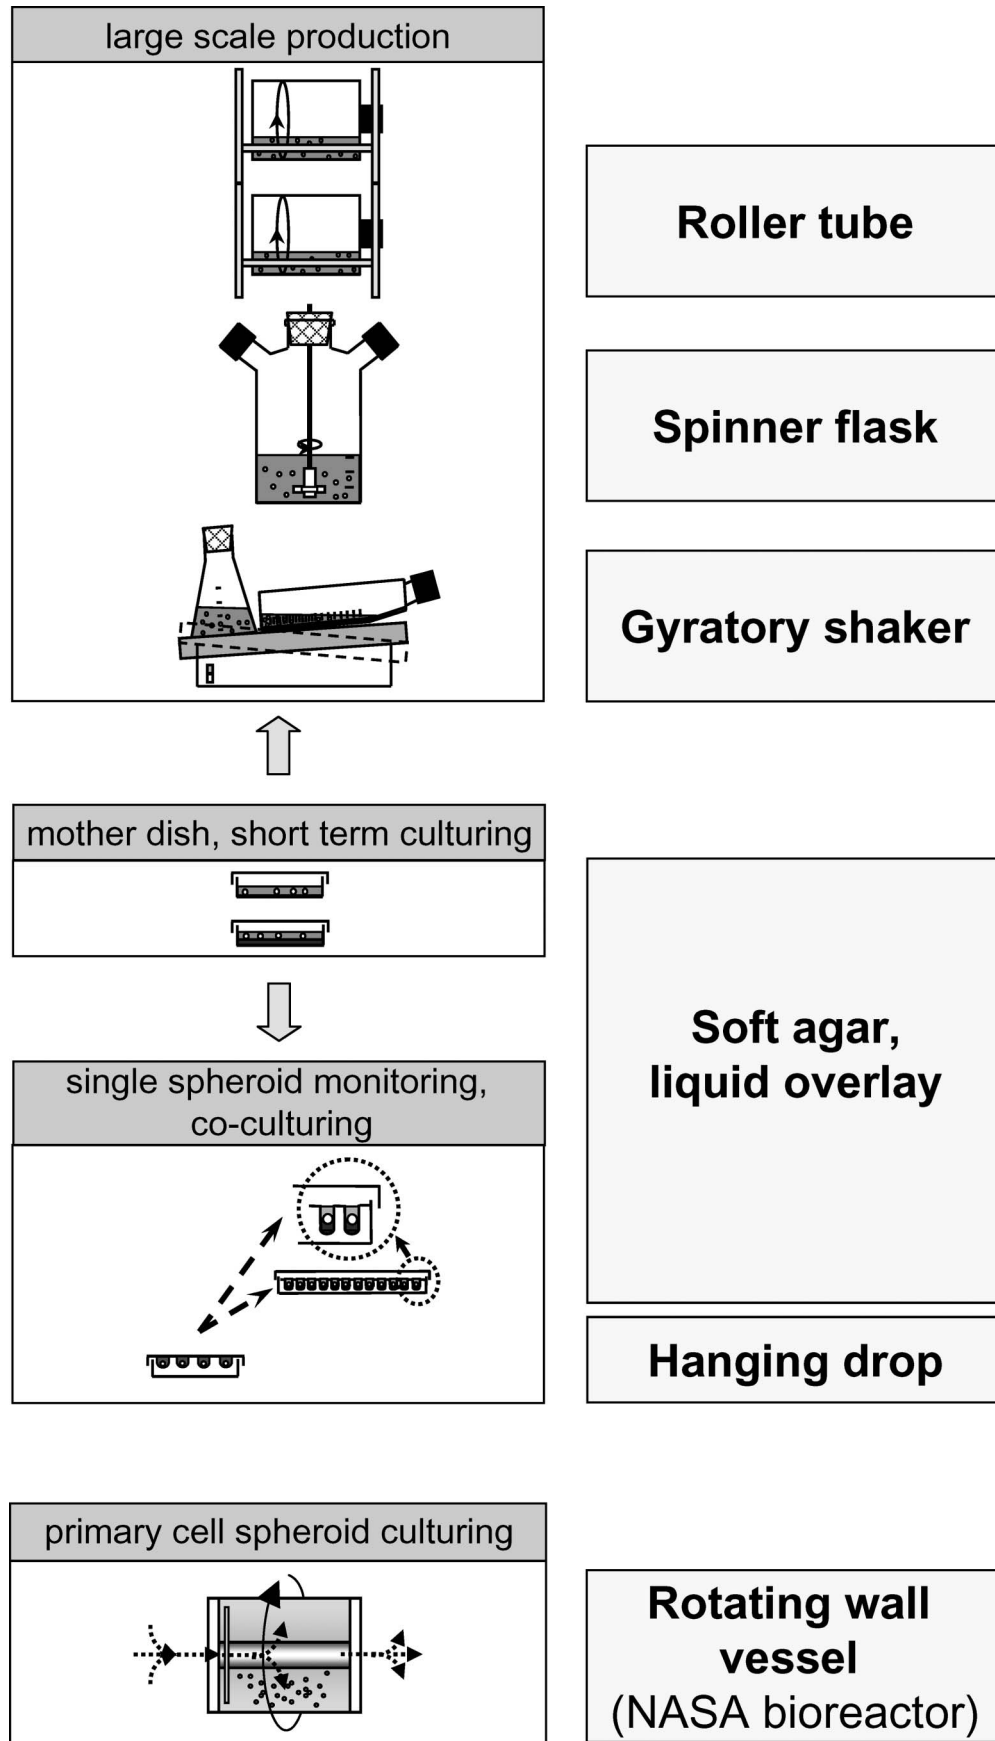 large scale production
Roller tube
Spinner flask
Gyratory shaker
mother dish, short term culturing
Soft agar,
liquid overlay
single spheroid monitoring,
co-culturing
Hanging drop
primary cell spheroid culturing
Rotating wall
vessel
(NASA bioreactor)